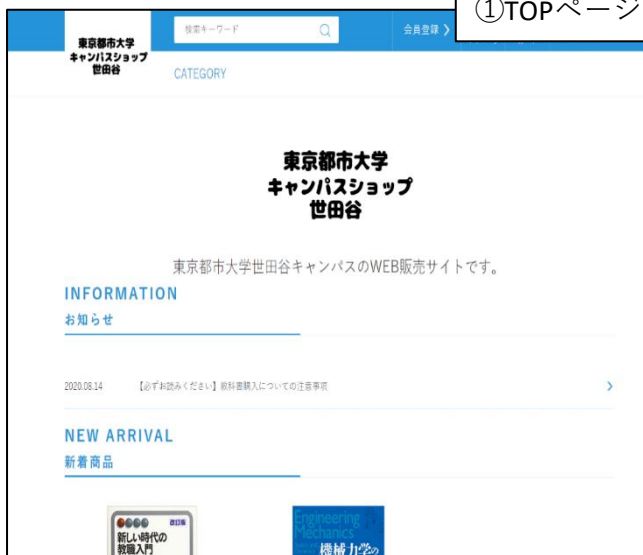 ①TOPページ
検索キーワード
会員登録
東京都市大学
キャンパスショップ
世田谷
CATEGORY
東京都市大学
キャンパスショップ
世田谷
東京都市大学世田谷キャンパスのWEB販売サイトです。
INFORMATION
お知らせ
2020.08.14 【必ずお読みください】教科書購入についての注意事項
NEW ARRIVAL
新着商品
改訂版
新しい時代の
教職入門
Engineering
Mechanics
機械力学の